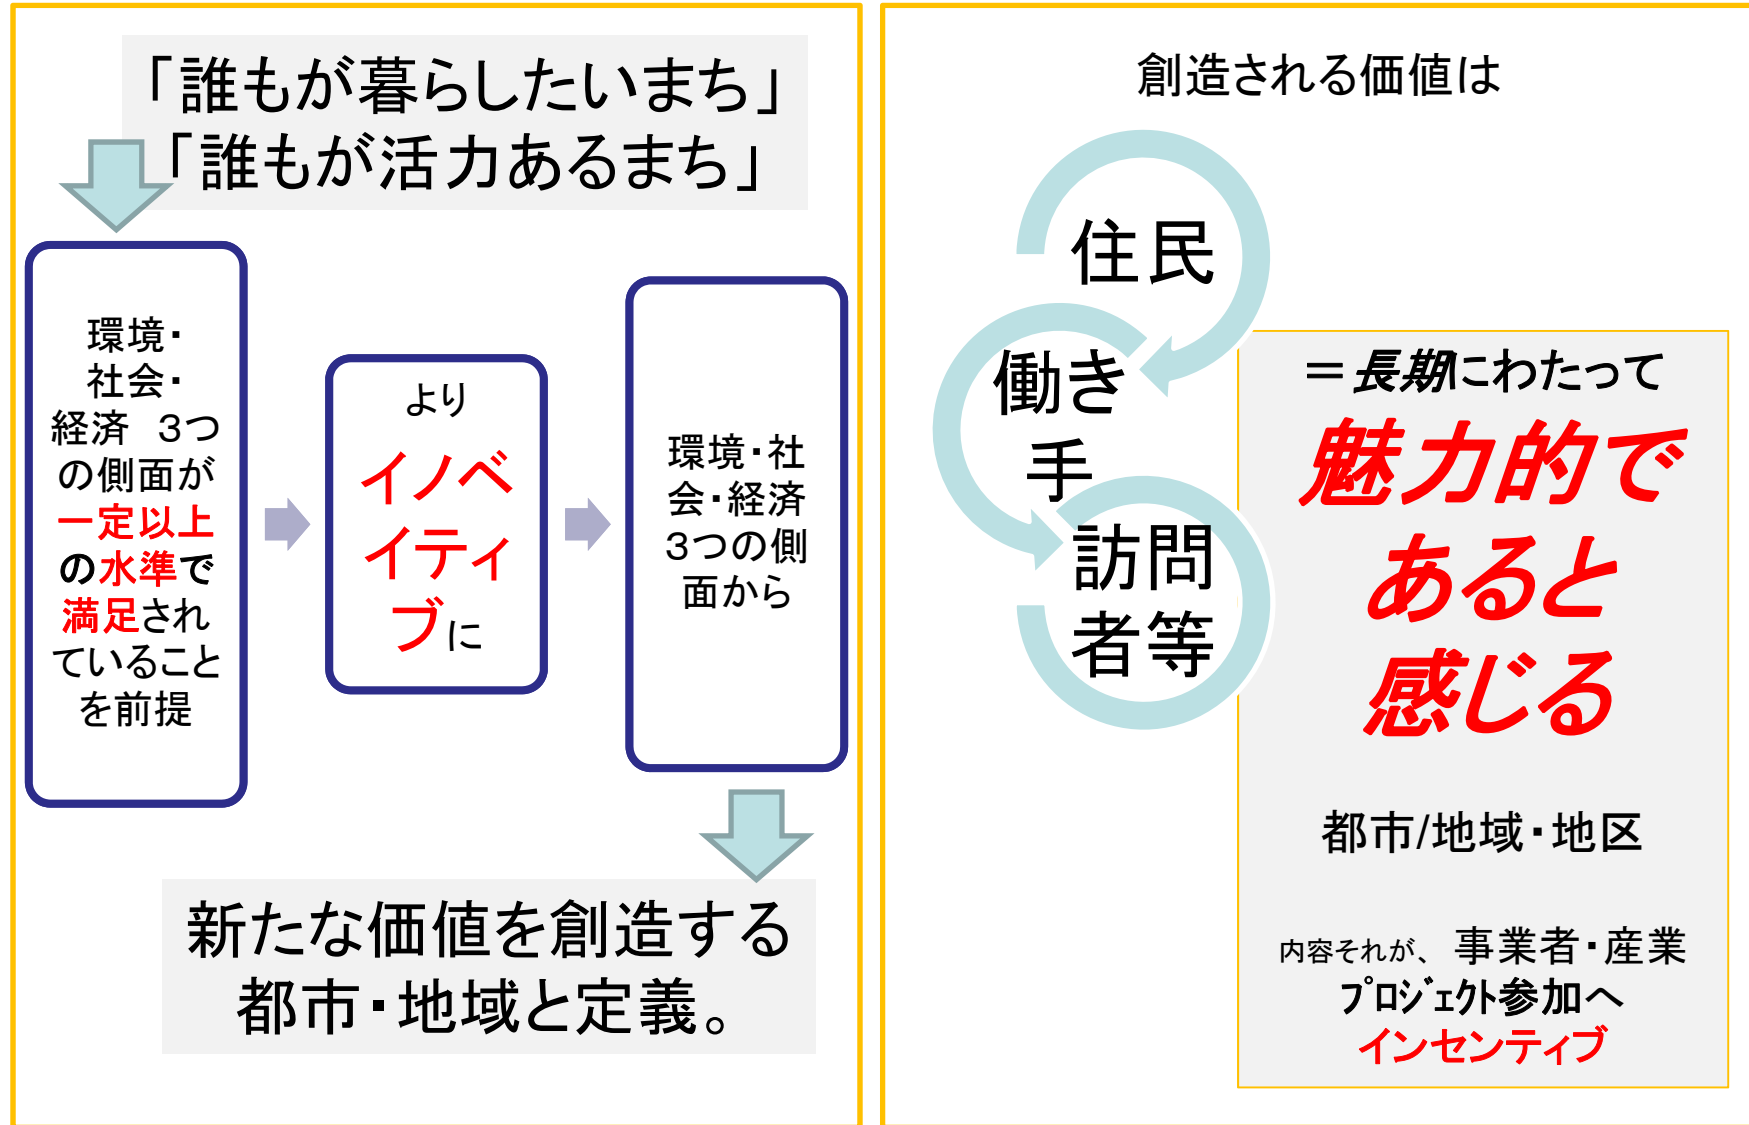 「誰もが暮らしたいまち」
「誰もが活力あるまち」
環境・
社会・
経済　3つ
の側面が
一定以上
の水準で
満足され
ていること
を前提
より
イノベ
イティ
ブに
環境・社
会・経済
3つの側
面から
新たな価値を創造する
都市・地域と定義。
創造される価値は
住民
働き
手
訪問
者等
＝長期にわたって
魅力的で
あると
感じる
都市/地域・地区
内容それが、事業者・産業
ﾌﾟﾛｼﾞｪｸﾄ参加へ
インセンティブ